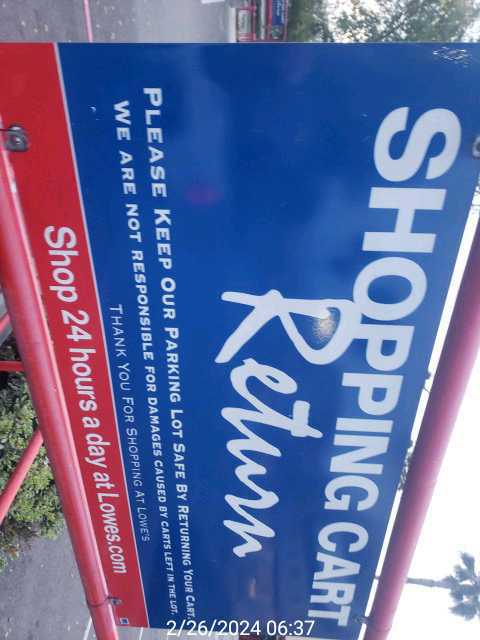 SHOPPING CART
Return
PLEASE KEEP OUR PARKING LOT SAFE BY RETURNING YOUR CART.
WE ARE NOT RESPONSIBLE FOR DAMAGES CAUSED BY CARTS LEFT IN THE LOT.
THANK YOU FOR SHOPPING AT LOWE'S
Shop 24 hours a day at Lowes.com
2/26/2024 06:37